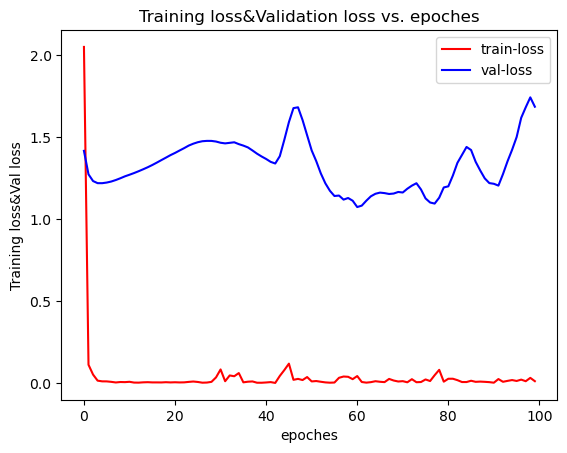 Training loss&Validation loss vs. epoches
train-loss
val-loss
Training loss&Val loss
2.0
1.5
1.0
0.5
0.0
0
20
40
60
80
100
epoches